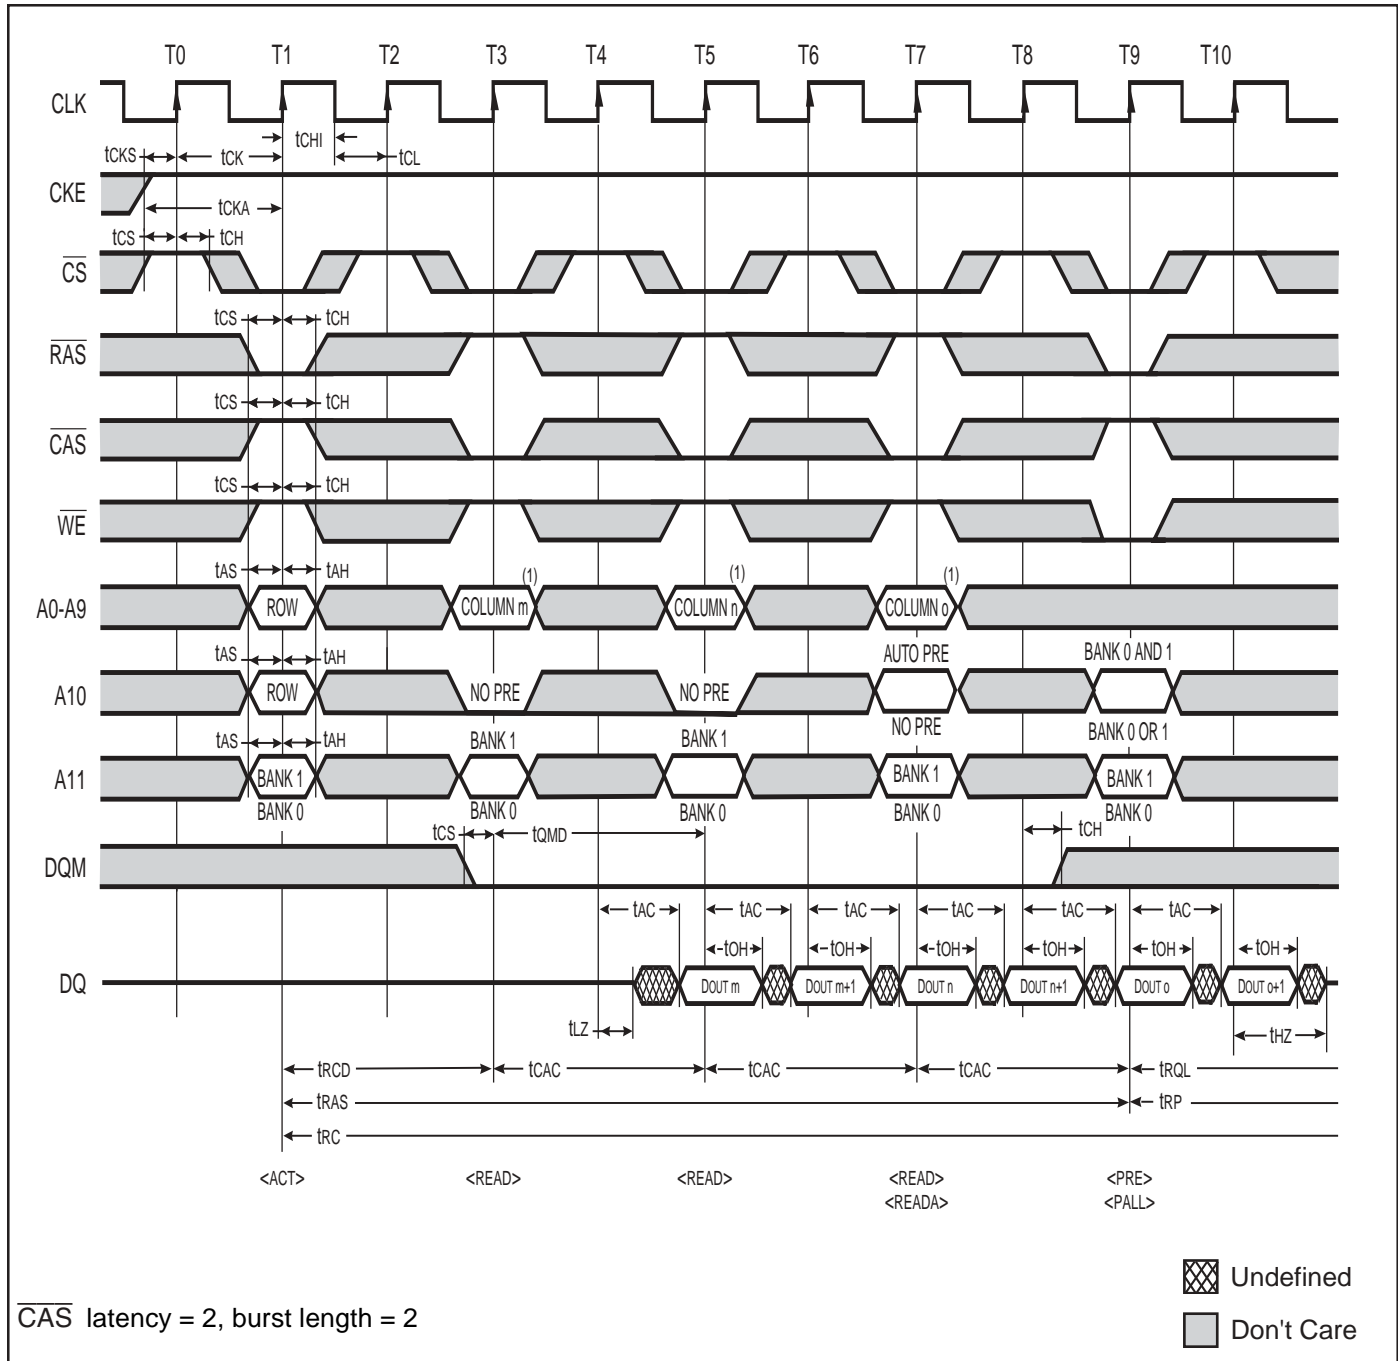 T0 T1 T2 T3 T4 T5 T6 T7 T8 T9 T10
CLK
tCHI
tCKS tCK tCL
CKE
tCKA
tCS tCH
CS
tCS tCH
RAS
tCS tCH
CAS
tCS tCH
WE
tAS tAH (1) (1) (1)
A0-A9 ROW COLUMN m COLUMN n COLUMN o
tAS tAH AUTO PRE BANK 0 AND 1
A10 ROW NO PRE NO PRE
NO PRE BANK 0 OR 1
tAS tAH BANK 1 BANK 1
A11 BANK 1 BANK 1 BANK 1
BANK 0 BANK 0 BANK 0 BANK 0 BANK 0
tCS tQMD tCH
DQM
tAC tAC tAC tAC tAC tAC
tOH tOH tOH tOH tOH tOH
DQ DOUT m DOUT m+1 DOUT n DOUT n+1 DOUT o DOUT o+1
tLZ tHZ
tRCD tCAC tCAC tCAC tRQL
tRAS tRP
tRC
<ACT> <READ> <READ> <READ> <PRE>
<READA> <PALL>
Undefined
CAS latency = 2, burst length = 2
Don't Care